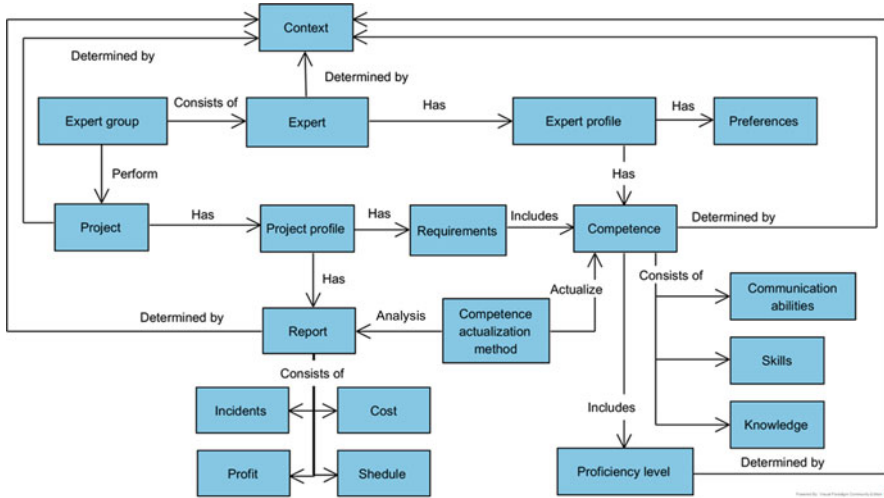 Context
Determined by
Determined by
Consists of
Has
Has
Expert group
Expert
Expert profile
Preferences
Perform
Has
Project
Has
Project profile
Has
Requirements
Includes
Competence
Determined by
Has
Actualize
Consists of
Communication
abilities
Determined by
Report
Analysis
Competence
actualization
method
Skills
Consists of
Incidents
Cost
Includes
Knowledge
Profit
Shedule
Proficiency level
Determined by